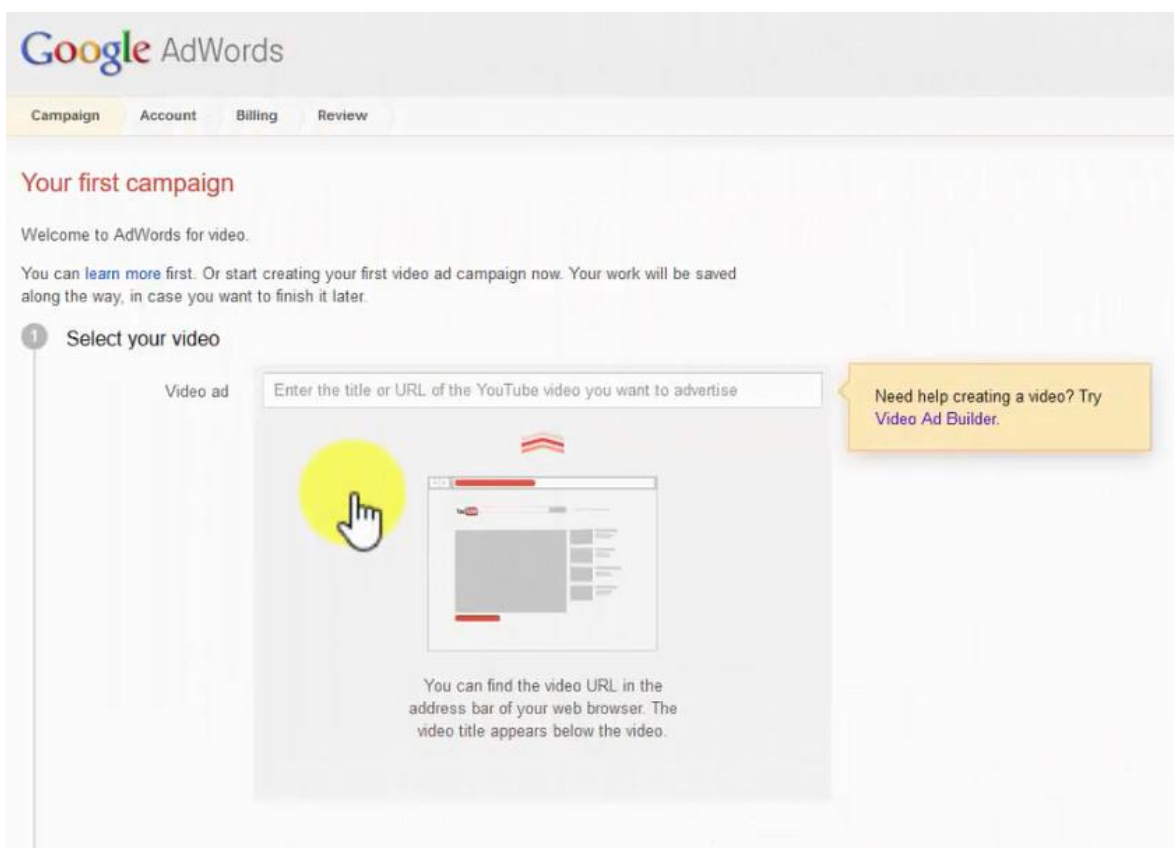 Google AdWords
Campaign Account Billing Review
Your first campaign
Welcome to AdWords for video.
You can learn more first. Or start creating your first video ad campaign now. Your work will be saved
along the way, in case you want to finish it later.
1 Select your video
Video ad Enter the title or URL of the YouTube video you want to advertise
Need help creating a video? Try
Video Ad Builder.
You can find the video URL in the
address bar of your web browser. The
video title appears below the video.